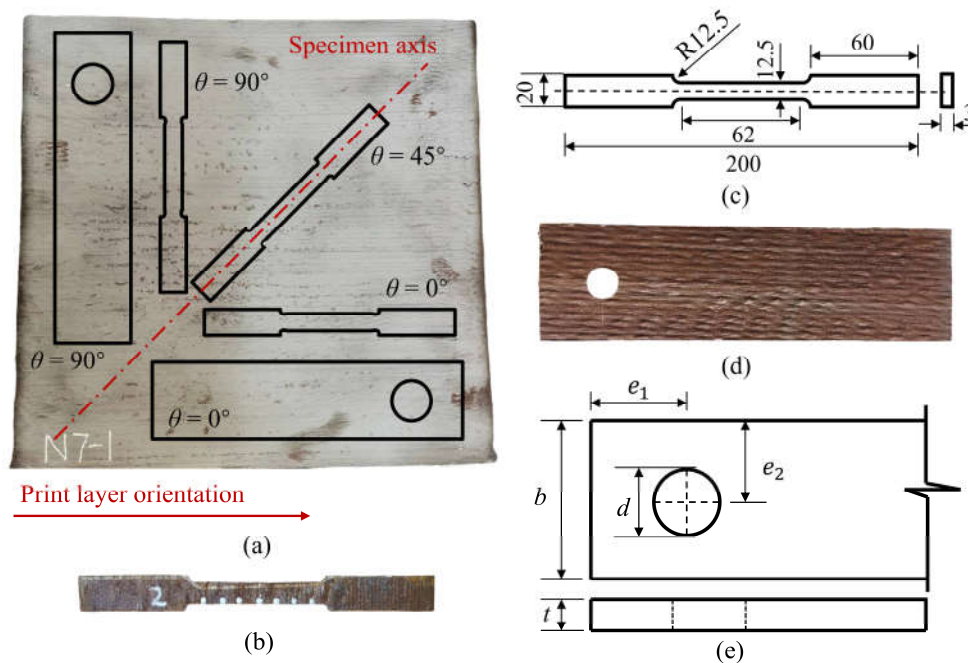 Specimen axis
θ = 90°
θ = 45°
θ = 0°
θ = 90°
θ = 0°
N7-1
Print layer orientation
(a)
2
(b)
R12.5
12.5
60
20
62
200
(c)
(d)
e₁
e₂
b
d
t
(e)